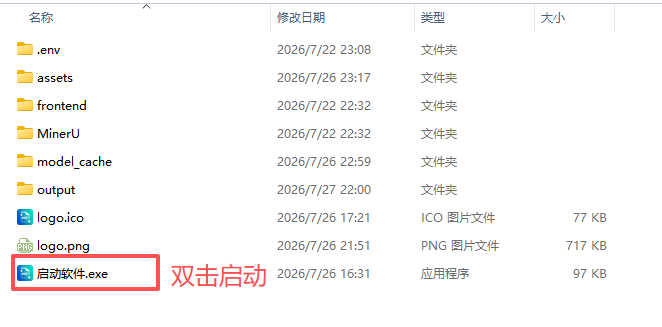 名称 修改日期 类型 大小
.env 2026/7/22 23:08 文件夹
assets 2026/7/26 23:17 文件夹
frontend 2026/7/22 22:32 文件夹
MinerU 2026/7/22 22:32 文件夹
model_cache 2026/7/26 22:59 文件夹
output 2026/7/27 22:00 文件夹
logo.ico 2026/7/26 17:21 ICO 图片文件 77 KB
PNG logo.png 2026/7/26 21:51 PNG 图片文件 717 KB
启动软件.exe 双击启动 2026/7/26 16:31 应用程序 97 KB